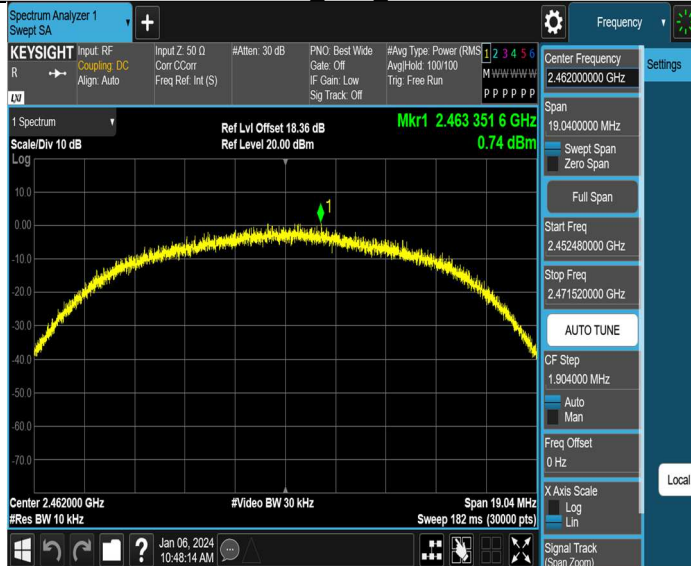 Spectrum Analyzer 1
Swept SA
Frequency
KEYSIGHT
R
LXI
Input: RF
Coupling: DC
Align: Auto
Input Z: 50 Ω
Corr CCorr
Freq Ref: Int (S)
#Atten: 30 dB
PNO: Best Wide
Gate: Off
IF Gain: Low
Sig Track: Off
#Avg Type: Power (RMS
Avg|Hold: 100/100
Trig: Free Run
1 2 3 4 5 6
M W W W W W
P P P P P P
1 Spectrum
Scale/Div 10 dB
Ref Lvl Offset 18.36 dB
Ref Level 20.00 dBm
Mkr1 2.463 351 6 GHz
0.74 dBm
Log
1
10.0
0.00
-10.0
-20.0
-30.0
-40.0
-50.0
-60.0
-70.0
Center 2.462000 GHz
#Res BW 10 kHz
#Video BW 30 kHz
Span 19.04 MHz
Sweep 182 ms (30000 pts)
Jan 06, 2024
10:48:14 AM
Center Frequency
2.462000000 GHz
Span
19.0400000 MHz
Swept Span
Zero Span
Full Span
Start Freq
2.452480000 GHz
Stop Freq
2.471520000 GHz
AUTO TUNE
CF Step
1.904000 MHz
Auto
Man
Freq Offset
0 Hz
X Axis Scale
Log
Lin
Signal Track
(Span Zoom)
Settings
Local